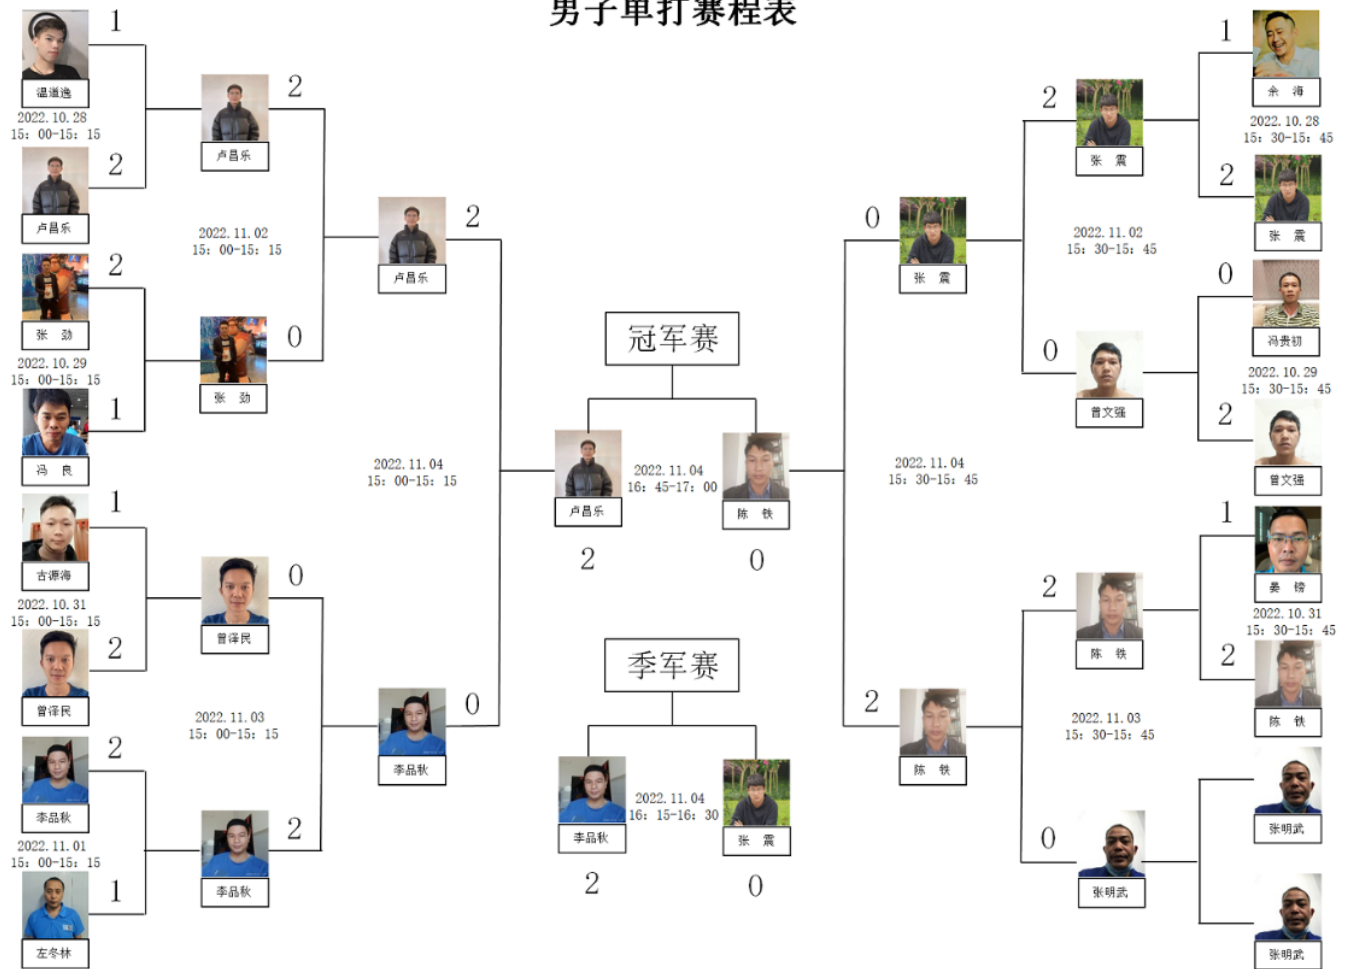 男子单打赛程表
1
温道逸
2022.10.28
15: 00-15: 15
2
卢昌乐
2
张 劲
2022.10.29
15: 00-15: 15
1
冯 良
1
古源海
2022.10.31
15: 00-15: 15
2
曾泽民
2
李品秋
2022.11.01
15: 00-15: 15
1
左冬林
2
卢昌乐
2022.11.02
15: 00-15: 15
0
张 劲
0
曾泽民
2022.11.03
15: 00-15: 15
2
李品秋
2
卢昌乐
2022.11.04
15: 00-15: 15
0
李品秋
冠军赛
卢昌乐
2022.11.04
16: 45-17: 00
陈 铁
2
0
季军赛
李品秋
2022.11.04
16: 15-16: 30
张 震
2
0
0
张 震
2022.11.04
15: 30-15: 45
2
陈 铁
2
张 震
2022.11.02
15: 30-15: 45
0
曾文强
2
陈 铁
2022.11.03
15: 30-15: 45
0
张明武
1
余 海
2022.10.28
15: 30-15: 45
2
张 震
0
冯贵初
2022.10.29
15: 30-15: 45
2
曾文强
1
晏 镑
2022.10.31
15: 30-15: 45
2
陈 铁
张明武
张明武